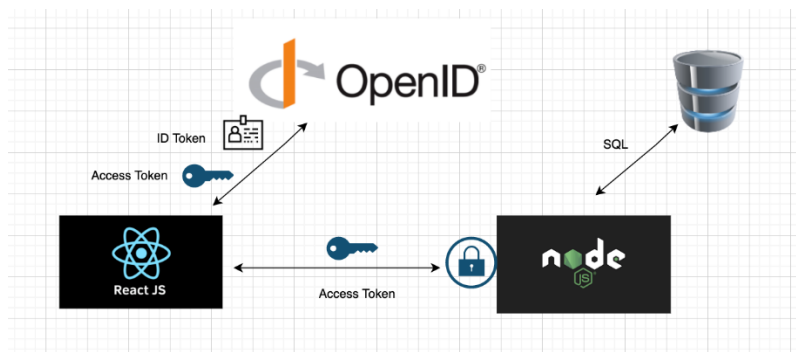 OpenID®
ID Token
SQL
Access Token
React JS
node
JS
Access Token